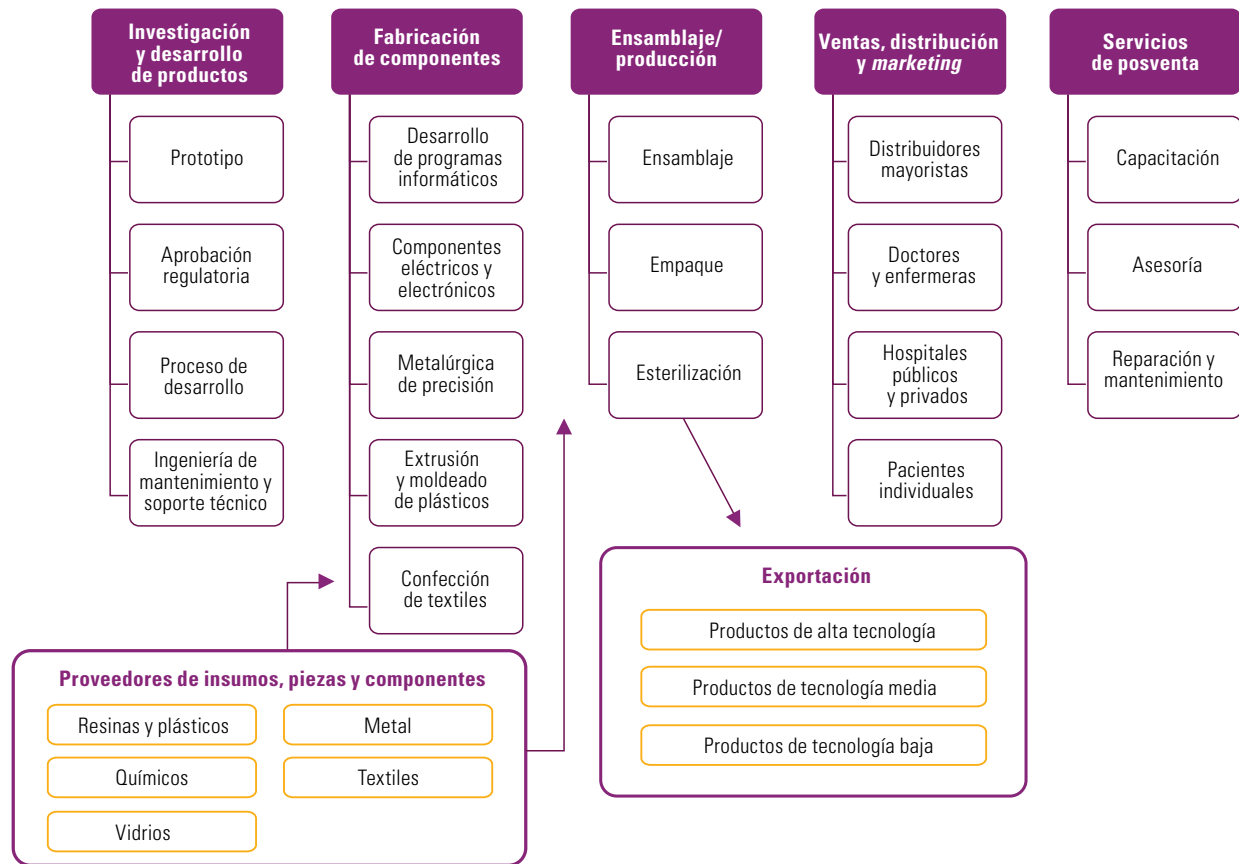 Investigación
y desarrollo
de productos
Prototipo
Aprobación
regulatoria
Proceso de
desarrollo
Ingeniería de
mantenimiento y
soporte técnico
Fabricación
de componentes
Desarrollo
de programas
informáticos
Componentes
eléctricos y
electrónicos
Metalúrgica
de precisión
Extrusión
y moldeado
de plásticos
Confección
de textiles
Ensamblaje/
producción
Ensamblaje
Empaque
Esterilización
Ventas, distribución
y marketing
Distribuidores
mayoristas
Doctores
y enfermeras
Hospitales
públicos
y privados
Pacientes
individuales
Servicios
de posventa
Capacitación
Asesoría
Reparación y
mantenimiento
Proveedores de insumos, piezas y componentes
Resinas y plásticos
Metal
Químicos
Textiles
Vidrios
Exportación
Productos de alta tecnología
Productos de tecnología media
Productos de tecnología baja